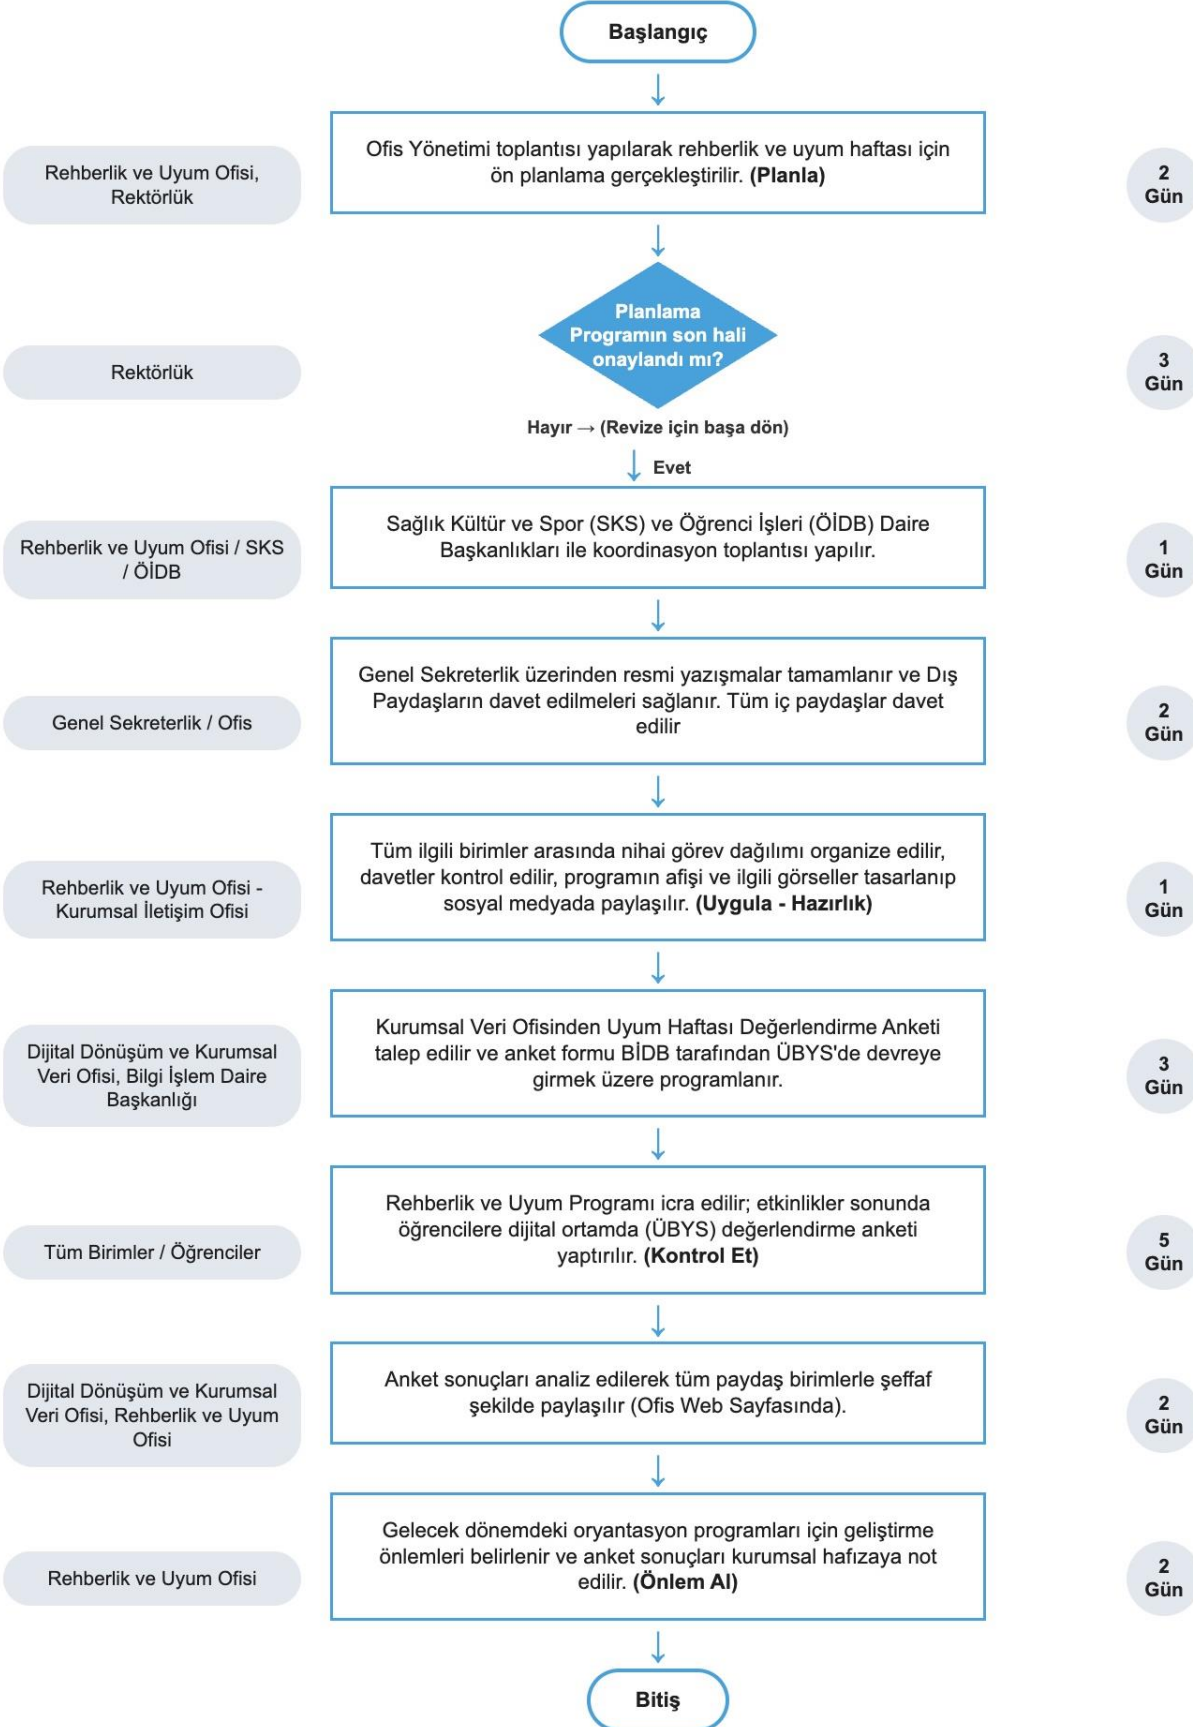 Başlangıç
Ofis Yönetimi toplantısı yapılarak rehberlik ve uyum haftası için
ön planlama gerçekleştirilir. (Planla)
Rehberlik ve Uyum Ofisi,
Rektörlük
2
Gün
Planlama
Programın son hali
onaylandı mı?
Rektörlük
3
Gün
Hayır → (Revize için başa dön)
Evet
Sağlık Kültür ve Spor (SKS) ve Öğrenci İşleri (ÖİDB) Daire
Başkanlıkları ile koordinasyon toplantısı yapılır.
Rehberlik ve Uyum Ofisi / SKS
/ ÖİDB
1
Gün
Genel Sekreterlik üzerinden resmi yazışmalar tamamlanır ve Dış
Paydaşların davet edilmeleri sağlanır. Tüm iç paydaşlar davet
edilir
Genel Sekreterlik / Ofis
2
Gün
Tüm ilgili birimler arasında nihai görev dağılımı organize edilir,
davetler kontrol edilir, programın afişi ve ilgili görseller tasarlanıp
sosyal medyada paylaşılır. (Uygula - Hazırlık)
Rehberlik ve Uyum Ofisi -
Kurumsal İletişim Ofisi
1
Gün
Kurumsal Veri Ofisinden Uyum Haftası Değerlendirme Anketi
talep edilir ve anket formu BİDB tarafından ÜBYS'de devreye
girmek üzere programlanır.
Dijital Dönüşüm ve Kurumsal
Veri Ofisi, Bilgi İşlem Daire
Başkanlığı
3
Gün
Rehberlik ve Uyum Programı icra edilir; etkinlikler sonunda
öğrencilere dijital ortamda (ÜBYS) değerlendirme anketi
yaptırılır. (Kontrol Et)
Tüm Birimler / Öğrenciler
5
Gün
Anket sonuçları analiz edilerek tüm paydaş birimlerle şeffaf
şekilde paylaşılır (Ofis Web Sayfasında).
Dijital Dönüşüm ve Kurumsal
Veri Ofisi, Rehberlik ve Uyum
Ofisi
2
Gün
Gelecek dönemdeki oryantasyon programları için geliştirme
önlemleri belirlenir ve anket sonuçları kurumsal hafızaya not
edilir. (Önlem Al)
Rehberlik ve Uyum Ofisi
2
Gün
Bitiş